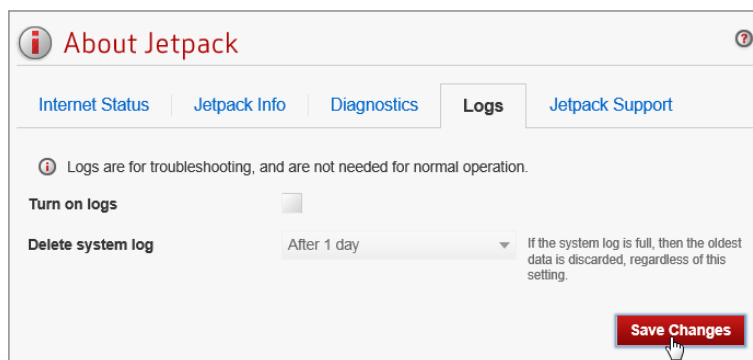 About Jetpack
?
Internet Status Jetpack Info Diagnostics Logs Jetpack Support
Logs are for troubleshooting, and are not needed for normal operation.
Turn on logs
Delete system log After 1 day If the system log is full, then the oldest
data is discarded, regardless of this
setting.
Save Changes